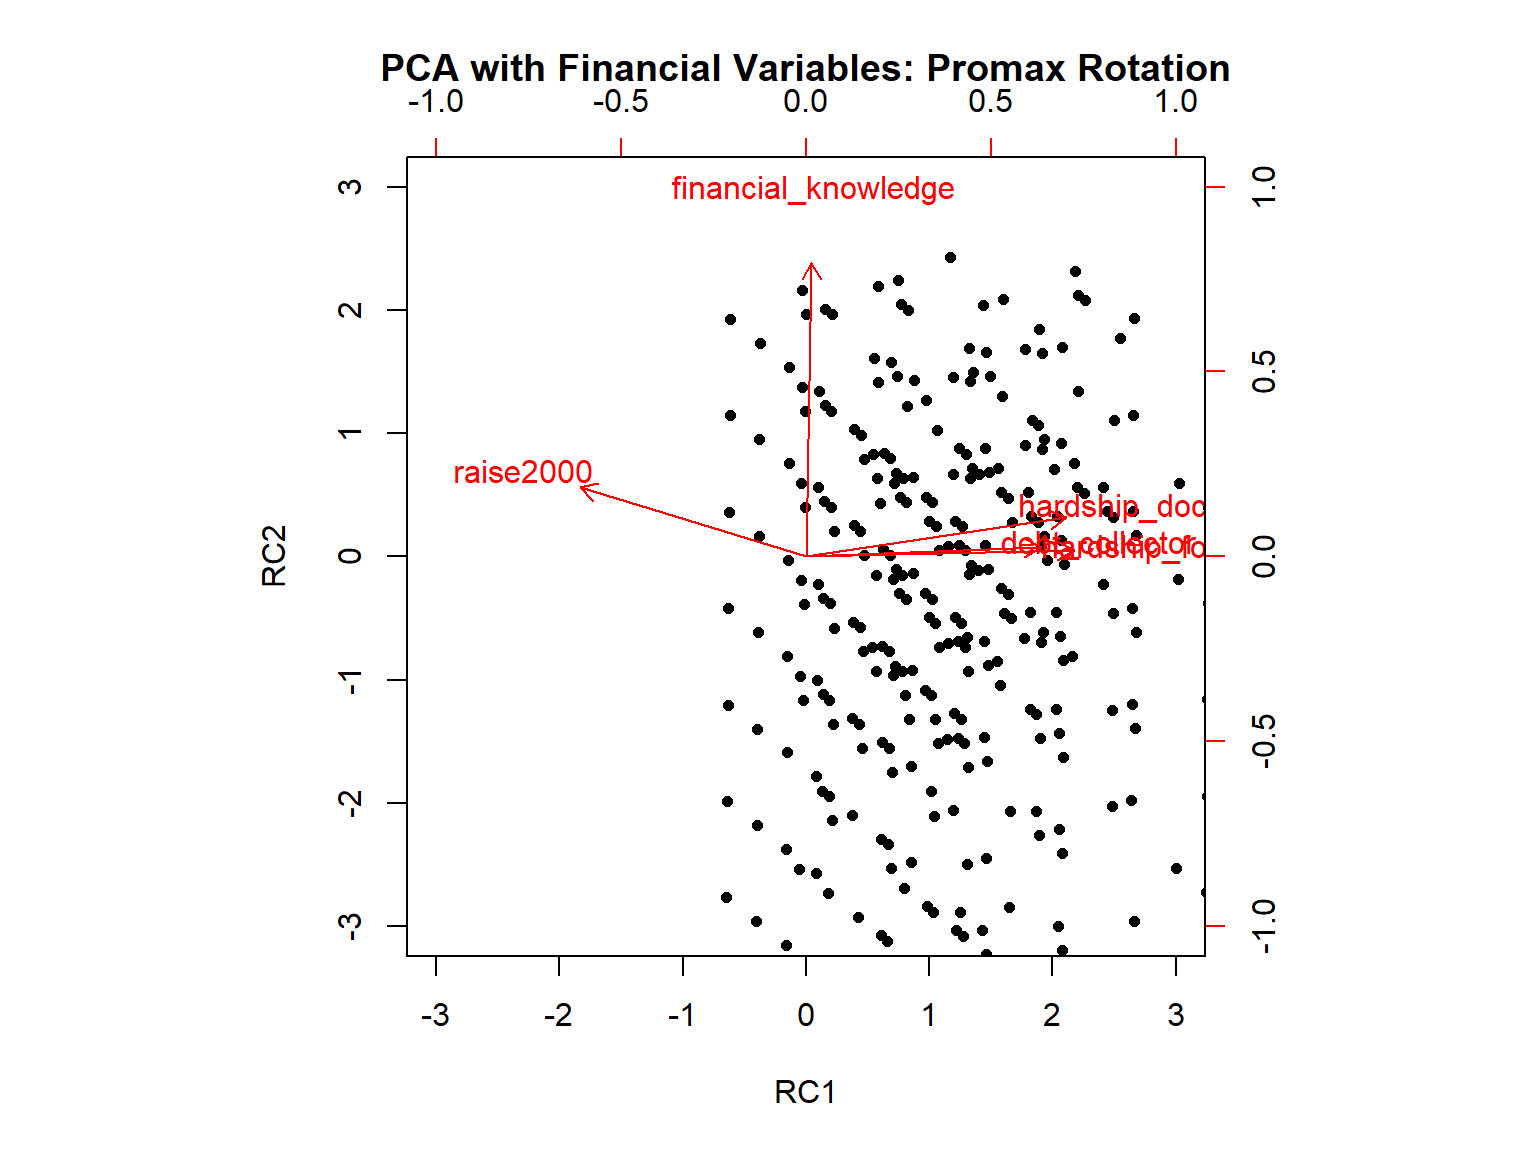 PCA with Financial Variables: Promax Rotation
-1.0 -0.5 0.0 0.5 1.0
financial_knowledge
raise2000
hardship_doc
debt_collector
hardship_fo
3
2
1
0
-1
-2
-3
1.0
0.5
0.0
-0.5
-1.0
RC2
-3 -2 -1 0 1 2 3
RC1